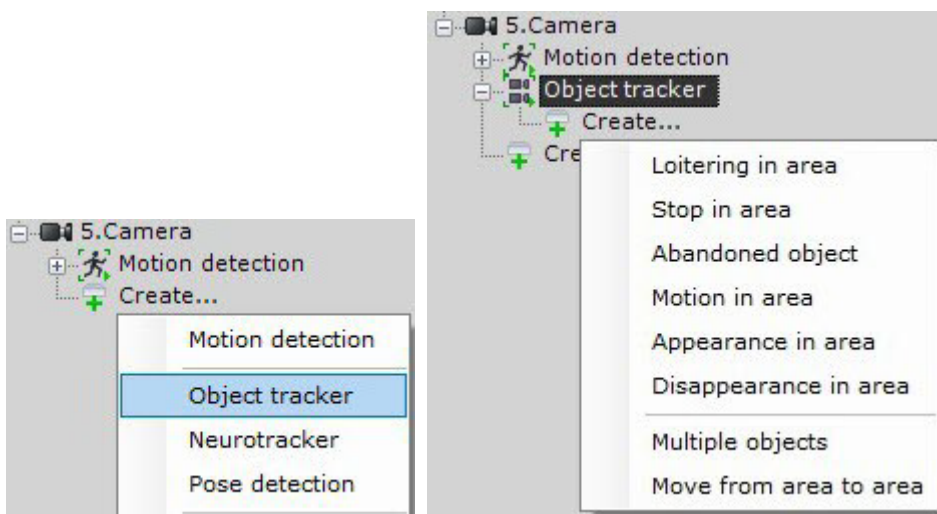 5.Camera
Motion detection
Create...
Motion detection
Object tracker
Neurotracker
Pose detection
5.Camera
Motion detection
Object tracker
Create...
Cre
Loitering in area
Stop in area
Abandoned object
Motion in area
Appearance in area
Disappearance in area
Multiple objects
Move from area to area